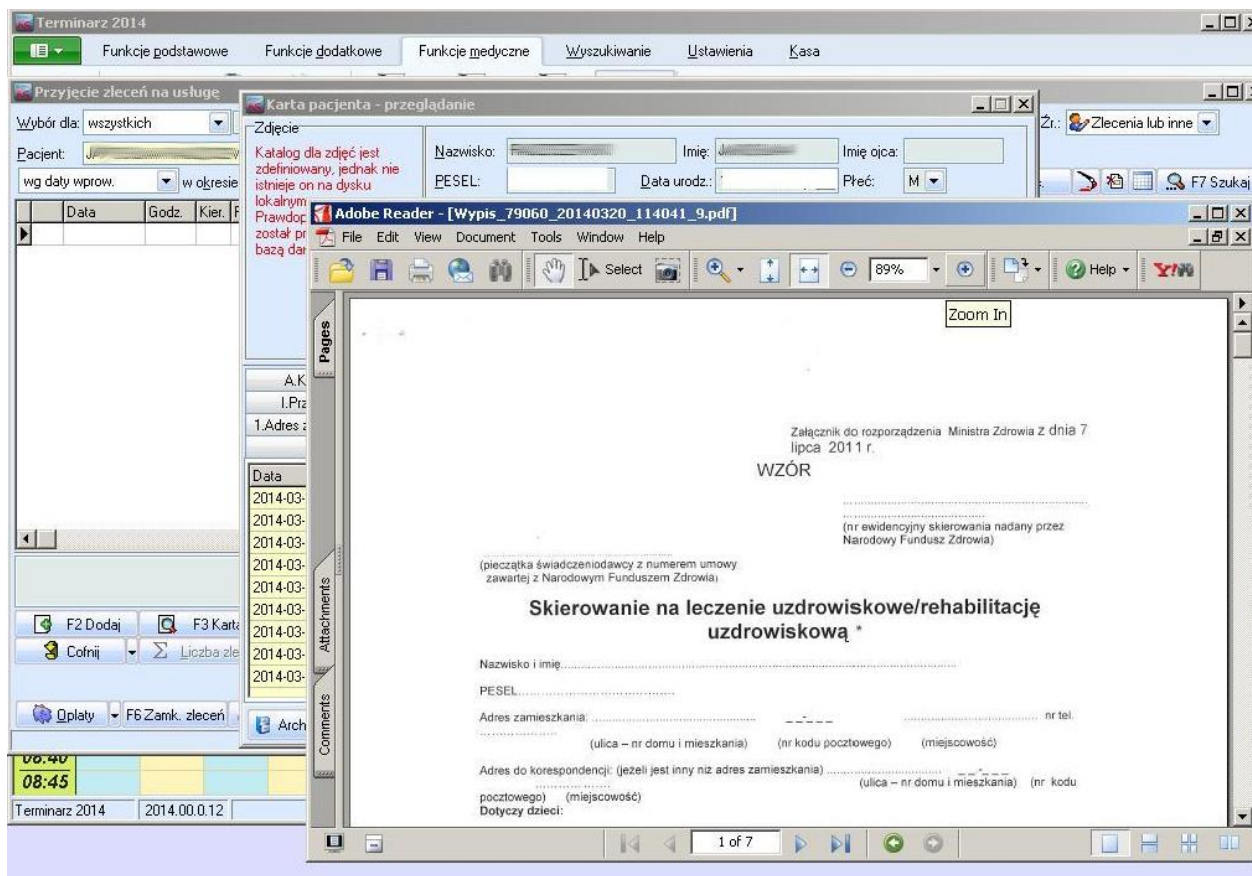 Terminarz 2014
Funkcje podstawowe Funkcje dodatkowe Funkcje medyczne Wyszukiwanie Ustawienia Kasa
Przyjęcie zleceń na usługę
Wybór dla: wszystkich
Źr.: Zlecenia lub inne
Pacjent:
wg daty wprow. w okresie
F7 Szukaj
Data Godz. Kier.
F2 Dodaj F3 Karta
Cofnij Liczba zle
Opłaty F6 Zamk. zleceń
08:40
08:45
Terminarz 2014 2014.00.0.12
Karta pacjenta - przeglądanie
Zdjęcie
Katalog dla zdjęć jest
zdefiniowany, jednak nie
istnieje on na dysku
lokalnym
Prawdop
został pr
bazą dar
Nazwisko: Imię: Imię ojca:
PESEL: Data urodz.: Płeć: M
A.K
I.Prz
1.Adres z
Data
2014-03-
2014-03-
2014-03-
2014-03-
2014-03-
2014-03-
2014-03-
2014-03-
2014-03-
Arch
Adobe Reader - [Wypis_79060_20140320_114041_9.pdf]
File Edit View Document Tools Window Help
Select 89% Help Y!
Zoom In
Pages
Attachments
Comments
Załącznik do rozporządzenia Ministra Zdrowia z dnia 7
lipca 2011 r.
WZÓR
(nr ewidencyjny skierowania nadany przez
Narodowy Fundusz Zdrowia)
(pieczątka świadczeniodawcy z numerem umowy
zawartej z Narodowym Funduszem Zdrowia)
Skierowanie na leczenie uzdrowiskowe/rehabilitację
uzdrowiskową *
Nazwisko i imię
PESEL
Adres zamieszkania: _ _-_ _ _ nr tel.
(ulica – nr domu i mieszkania) (nr kodu pocztowego) (miejscowość)
Adres do korespondencji: (jeżeli jest inny niż adres zamieszkania) _ _-_ _ _
(ulica – nr domu i mieszkania) (nr kodu
pocztowego) (miejscowość)
Dotyczy dzieci:
1 of 7